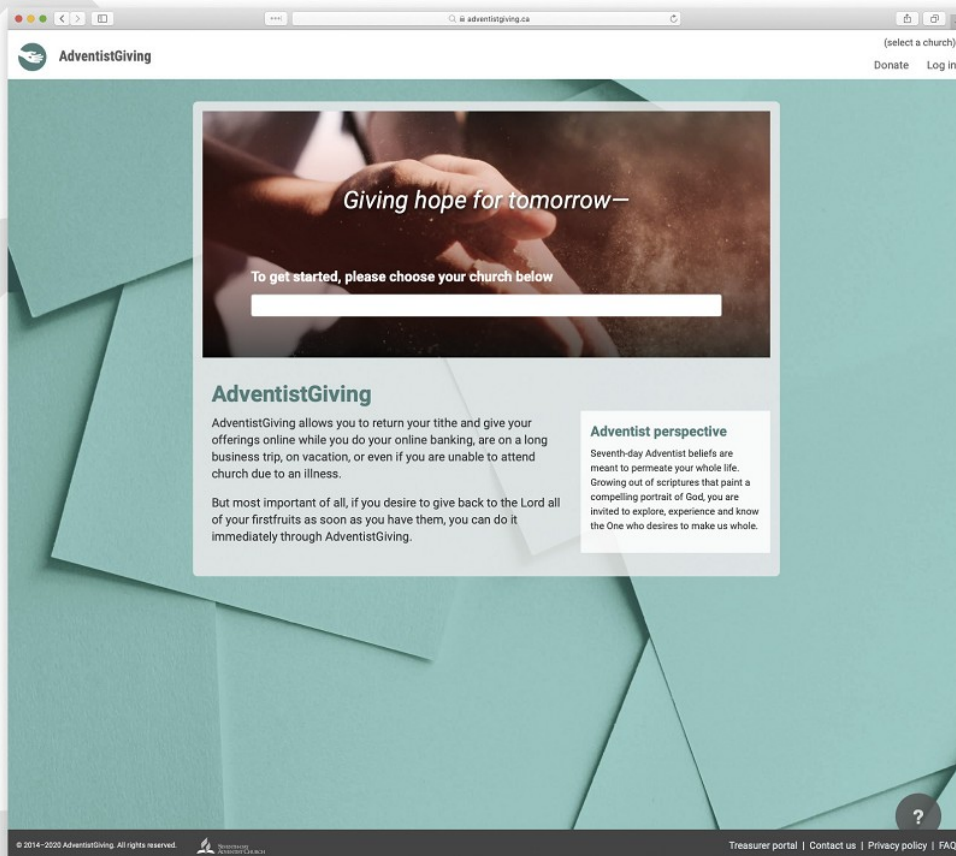 adventistgiving.ca
AdventistGiving
(select a church)
Donate Log in
Giving hope for tomorrow—
To get started, please choose your church below
AdventistGiving
AdventistGiving allows you to return your tithe and give your
offerings online while you do your online banking, are on a long
business trip, on vacation, or even if you are unable to attend
church due to an illness.
But most important of all, if you desire to give back to the Lord all
of your firstfruits as soon as you have them, you can do it
immediately through AdventistGiving.
Adventist perspective
Seventh-day Adventist beliefs are
meant to permeate your whole life.
Growing out of scriptures that paint a
compelling portrait of God, you are
invited to explore, experience and know
the One who desires to make us whole.
?
© 2014–2020 AdventistGiving. All rights reserved.
Seventh-day
Adventist Church
Treasurer portal | Contact us | Privacy policy | FAQ